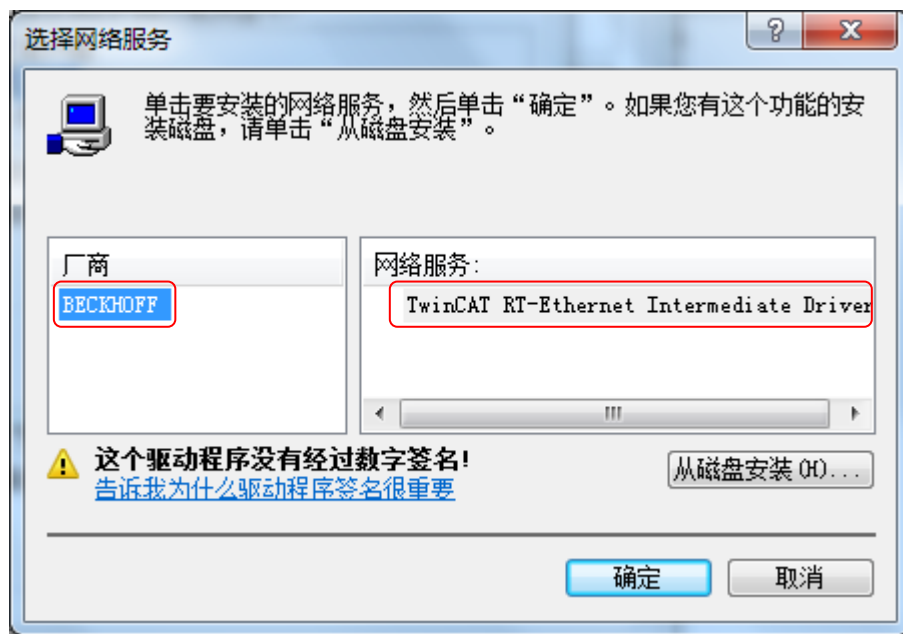 选择网络服务
单击要安装的网络服务，然后单击“确定”。如果您有这个功能的安
装磁盘，请单击“从磁盘安装”。
厂商
BECKHOFF
网络服务:
TwinCAT RT-Ethernet Intermediate Driver
这个驱动程序没有经过数字签名!
告诉我为什么驱动程序签名很重要
从磁盘安装(H)...
确定
取消